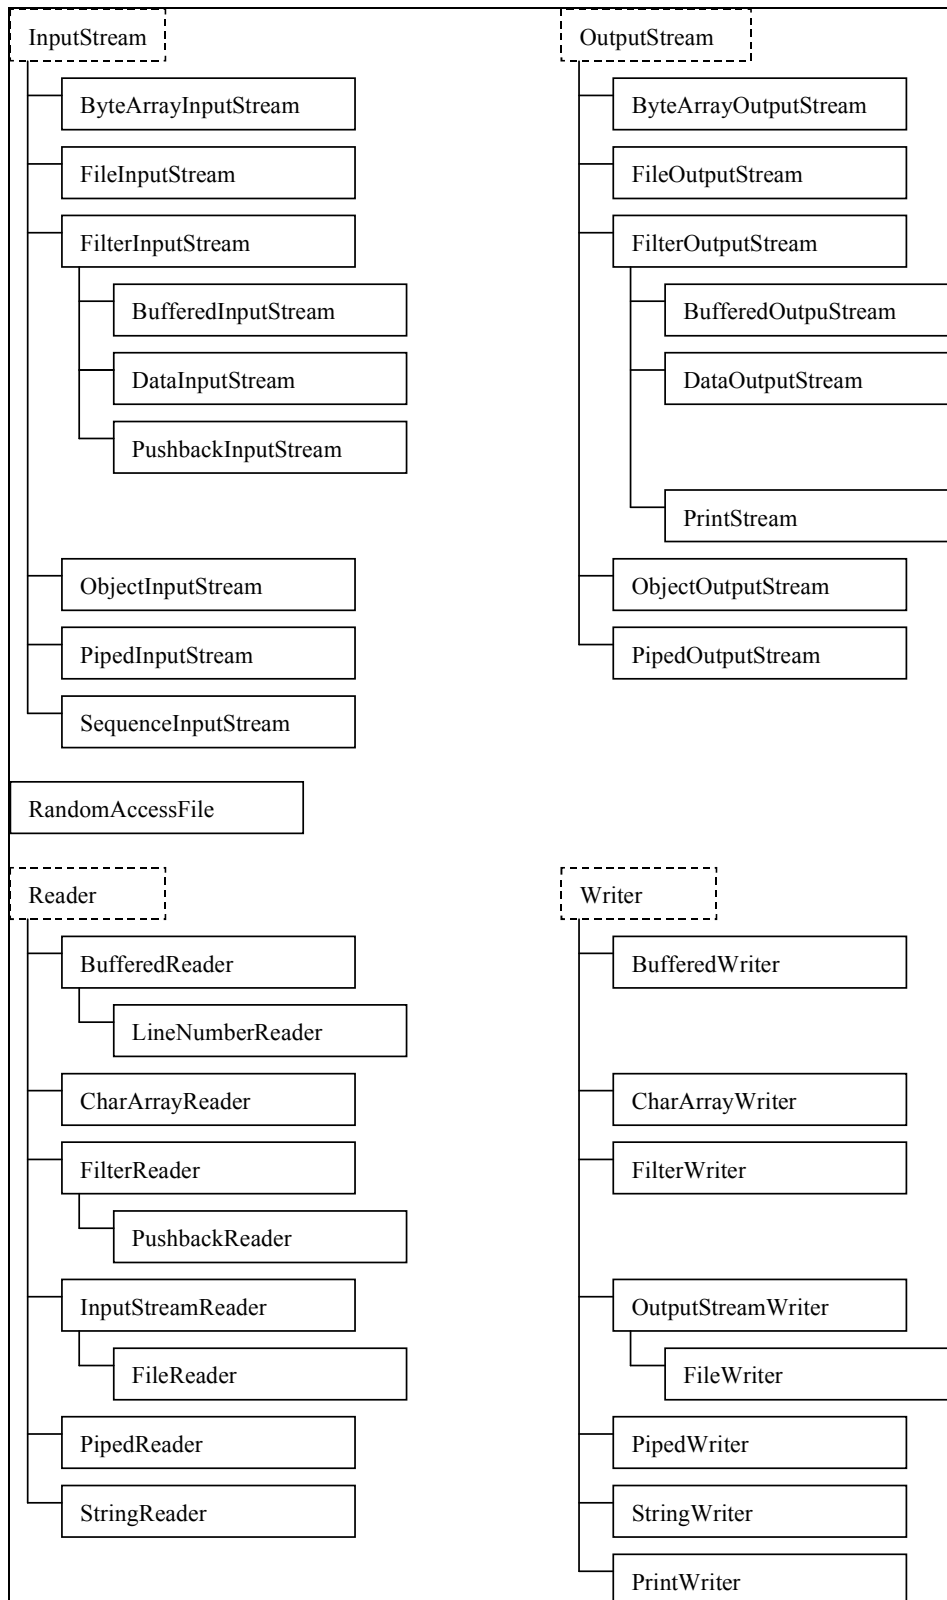 InputStream
ByteArrayInputStream
FileInputStream
FilterInputStream
BufferedInputStream
DataInputStream
PushbackInputStream
ObjectInputStream
PipedInputStream
SequenceInputStream
OutputStream
ByteArrayOutputStream
FileOutputStream
FilterOutputStream
BufferedOutpuStream
DataOutputStream
PrintStream
ObjectOutputStream
PipedOutputStream
RandomAccessFile
Reader
BufferedReader
LineNumberReader
CharArrayReader
FilterReader
PushbackReader
InputStreamReader
FileReader
PipedReader
StringReader
Writer
BufferedWriter
CharArrayWriter
FilterWriter
OutputStreamWriter
FileWriter
PipedWriter
StringWriter
PrintWriter